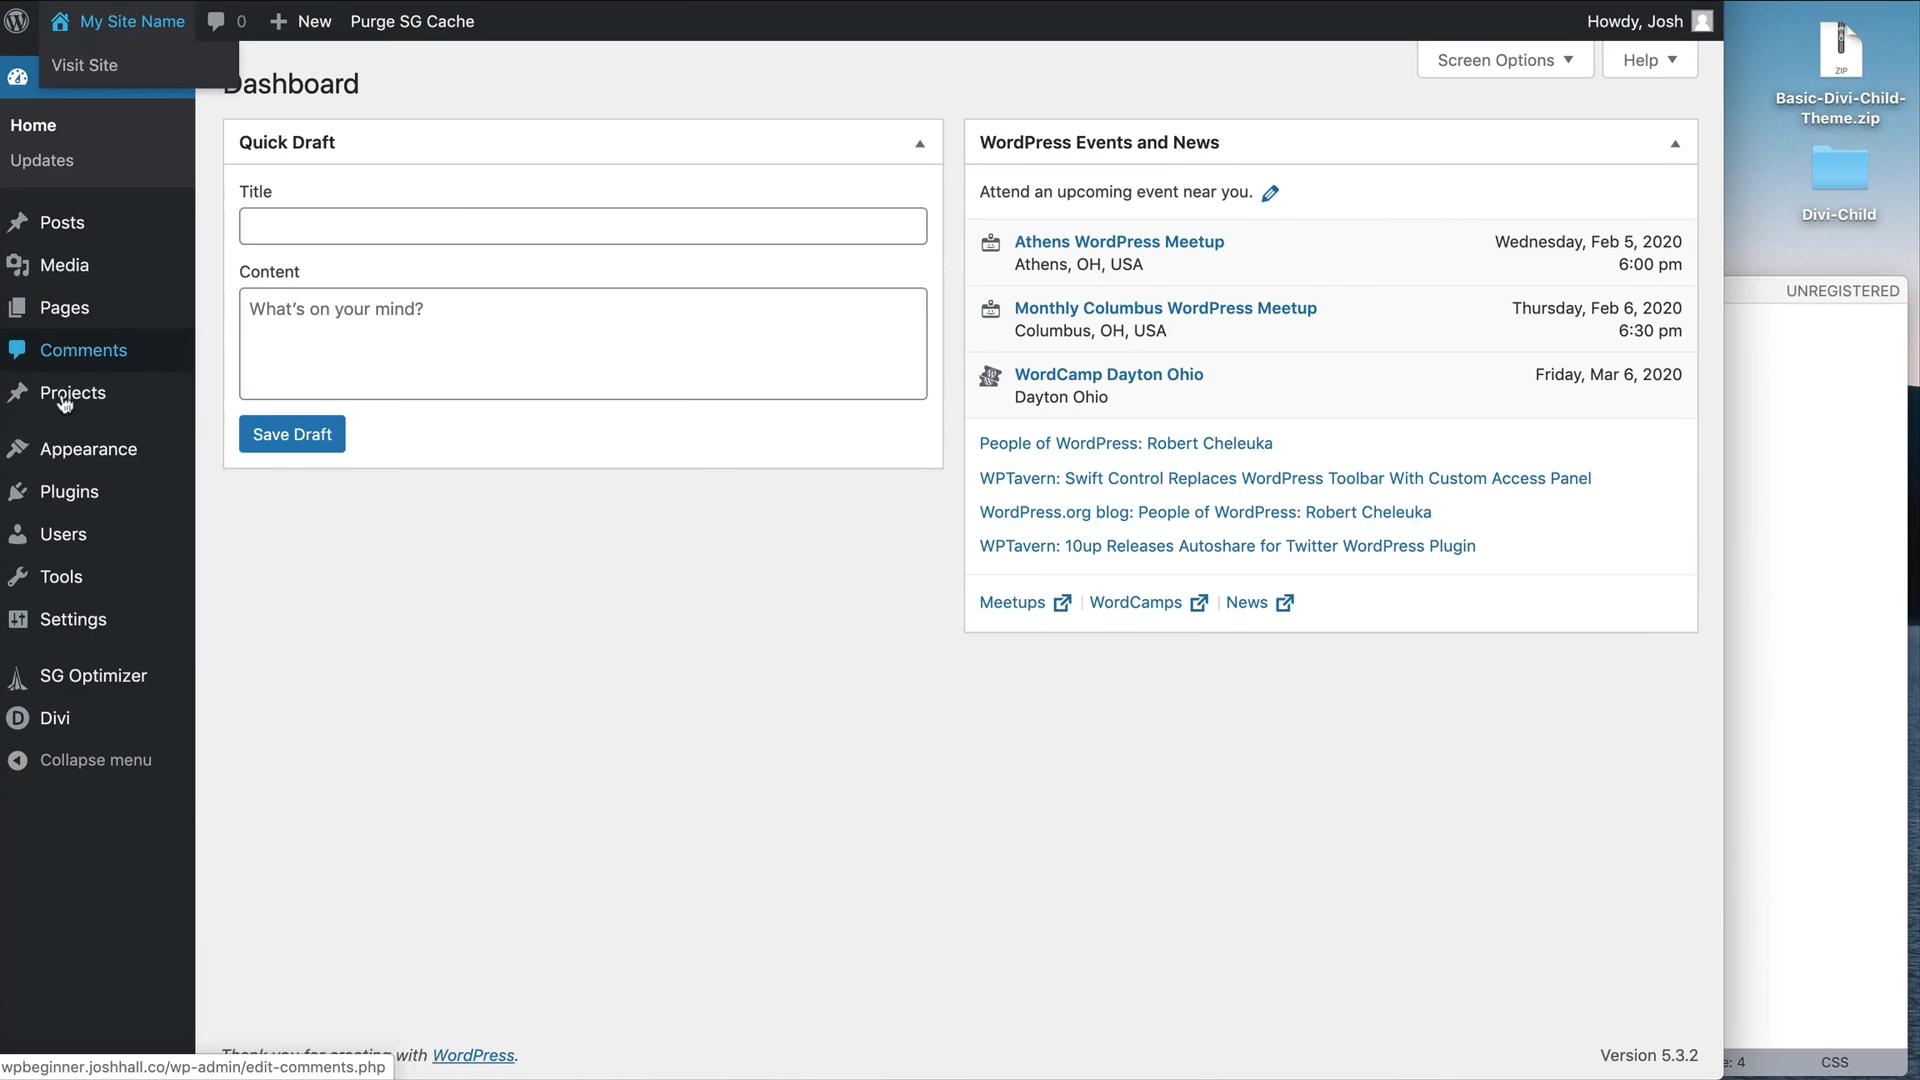 My Site Name
0
New
Purge SG Cache
Howdy, Josh
Visit Site
Dashboard
Screen Options
Help
Home
Updates
Posts
Media
Pages
Comments
Projects
Appearance
Plugins
Users
Tools
Settings
SG Optimizer
Divi
Collapse menu
Quick Draft
Title
Content
What's on your mind?
Save Draft
WordPress Events and News
Attend an upcoming event near you.
Athens WordPress Meetup
Wednesday, Feb 5, 2020
Athens, OH, USA
6:00 pm
Monthly Columbus WordPress Meetup
Thursday, Feb 6, 2020
Columbus, OH, USA
6:30 pm
WordCamp Dayton Ohio
Friday, Mar 6, 2020
Dayton Ohio
People of WordPress: Robert Cheleuka
WPTavern: Swift Control Replaces WordPress Toolbar With Custom Access Panel
WordPress.org blog: People of WordPress: Robert Cheleuka
WPTavern: 10up Releases Autoshare for Twitter WordPress Plugin
Meetups | WordCamps | News
Thank you for creating with WordPress.
Version 5.3.2
wpbeginner.joshhall.co/wp-admin/edit-comments.php
ZIP
Basic-Divi-Child-
Theme.zip
Divi-Child
UNREGISTERED
e: 4
CSS